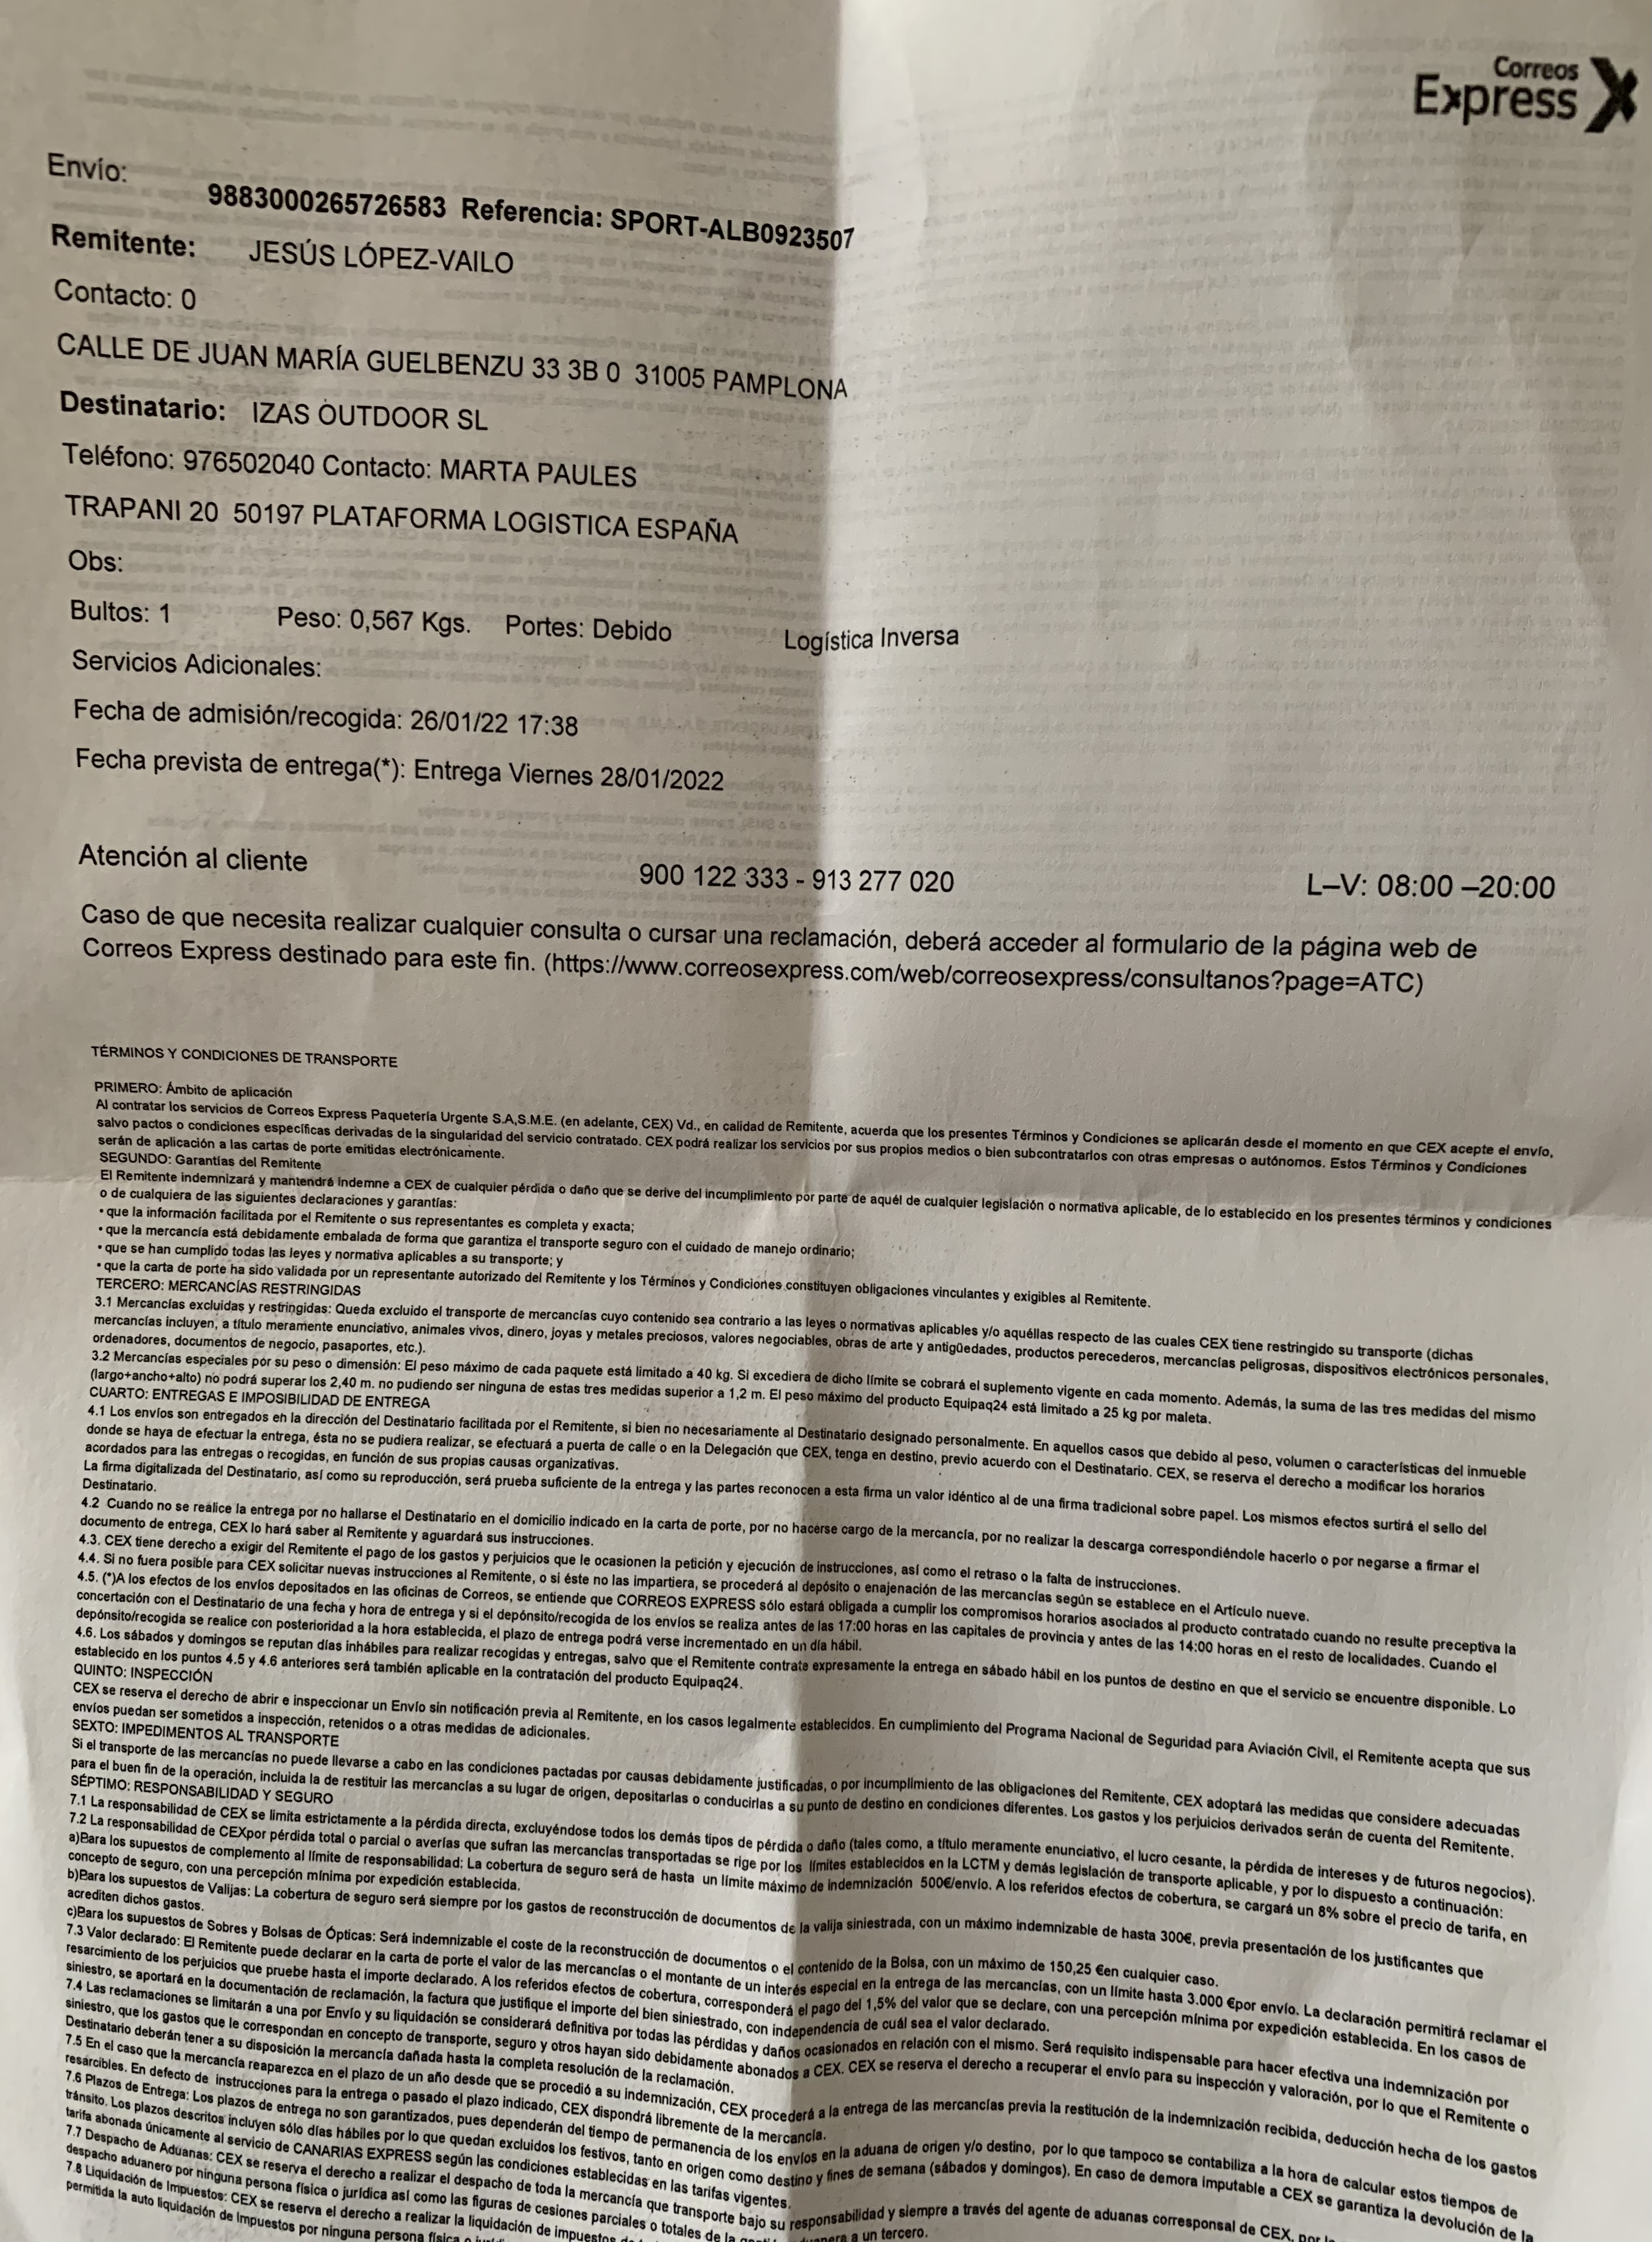 Correos
Express
Envío:
9883000265726583 Referencia: SPORT-ALB0923507
Remitente: JESÚS LÓPEZ-VAILO
Contacto: 0
CALLE DE JUAN MARÍA GUELBENZU 33 3B 0 31005 PAMPLONA
Destinatario: IZAS OUTDOOR SL
Teléfono: 976502040 Contacto: MARTA PAULES
TRAPANI 20 50197 PLATAFORMA LOGISTICA ESPAÑA
Obs:
Bultos: 1 Peso: 0,567 Kgs. Portes: Debido Logística Inversa
Servicios Adicionales:
Fecha de admisión/recogida: 26/01/22 17:38
Fecha prevista de entrega(*): Entrega Viernes 28/01/2022
Atención al cliente 900 122 333 - 913 277 020 L–V: 08:00 –20:00
Caso de que necesita realizar cualquier consulta o cursar una reclamación, deberá acceder al formulario de la página web de
Correos Express destinado para este fin. (https://www.correosexpress.com/web/correosexpress/consultanos?page=ATC)
TÉRMINOS Y CONDICIONES DE TRANSPORTE
PRIMERO: Ámbito de aplicación
Al contratar los servicios de Correos Express Paquetería Urgente S.A,S.M.E. (en adelante, CEX) Vd., en calidad de Remitente, acuerda que los presentes Términos y Condiciones se aplicarán desde el momento en que CEX acepte el envío,
salvo pactos o condiciones específicas derivadas de la singularidad del servicio contratado. CEX podrá realizar los servicios por sus propios medios o bien subcontratarlos con otras empresas o autónomos. Estos Términos y Condiciones
serán de aplicación a las cartas de porte emitidas electrónicamente.
SEGUNDO: Garantías del Remitente
El Remitente indemnizará y mantendrá indemne a CEX de cualquier pérdida o daño que se derive del incumplimiento por parte de aquél de cualquier legislación o normativa aplicable, de lo establecido en los presentes términos y condiciones
o de cualquiera de las siguientes declaraciones y garantías:
• que la información facilitada por el Remitente o sus representantes es completa y exacta;
• que la mercancía está debidamente embalada de forma que garantiza el transporte seguro con el cuidado de manejo ordinario;
• que se han cumplido todas las leyes y normativa aplicables a su transporte; y
• que la carta de porte ha sido validada por un representante autorizado del Remitente y los Términos y Condiciones constituyen obligaciones vinculantes y exigibles al Remitente.
TERCERO: MERCANCÍAS RESTRINGIDAS
3.1 Mercancías excluidas y restringidas: Queda excluido el transporte de mercancías cuyo contenido sea contrario a las leyes o normativas aplicables y/o aquéllas respecto de las cuales CEX tiene restringido su transporte (dichas
mercancías incluyen, a título meramente enunciativo, animales vivos, dinero, joyas y metales preciosos, valores negociables, obras de arte y antigüedades, productos perecederos, mercancías peligrosas, dispositivos electrónicos personales,
ordenadores, documentos de negocio, pasaportes, etc.).
3.2 Mercancías especiales por su peso o dimensión: El peso máximo de cada paquete está limitado a 40 kg. Si excediera de dicho límite se cobrará el suplemento vigente en cada momento. Además, la suma de las tres medidas del mismo
(largo+ancho+alto) no podrá superar los 2,40 m. no pudiendo ser ninguna de estas tres medidas superior a 1,2 m. El peso máximo del producto Equipaq24 está limitado a 25 kg por maleta.
CUARTO: ENTREGAS E IMPOSIBILIDAD DE ENTREGA
4.1 Los envíos son entregados en la dirección del Destinatario facilitada por el Remitente, si bien no necesariamente al Destinatario designado personalmente. En aquellos casos que debido al peso, volumen o características del inmueble
donde se haya de efectuar la entrega, ésta no se pudiera realizar, se efectuará a puerta de calle o en la Delegación que CEX, tenga en destino, previo acuerdo con el Destinatario. CEX, se reserva el derecho a modificar los horarios
acordados para las entregas o recogidas, en función de sus propias causas organizativas.
La firma digitalizada del Destinatario, así como su reproducción, será prueba suficiente de la entrega y las partes reconocen a esta firma un valor idéntico al de una firma tradicional sobre papel. Los mismos efectos surtirá el sello del
Destinatario.
4.2 Cuando no se realice la entrega por no hallarse el Destinatario en el domicilio indicado en la carta de porte, por no hacerse cargo de la mercancía, por no realizar la descarga correspondiéndole hacerlo o por negarse a firmar el
documento de entrega, CEX lo hará saber al Remitente y aguardará sus instrucciones.
4.3. CEX tiene derecho a exigir del Remitente el pago de los gastos y perjuicios que le ocasionen la petición y ejecución de instrucciones, así como el retraso o la falta de instrucciones.
4.4. Si no fuera posible para CEX solicitar nuevas instrucciones al Remitente, o si éste no las impartiera, se procederá al depósito o enajenación de las mercancías según se establece en el Artículo nueve.
4.5. (*)A los efectos de los envíos depositados en las oficinas de Correos, se entiende que CORREOS EXPRESS sólo estará obligada a cumplir los compromisos horarios asociados al producto contratado cuando no resulte preceptiva la
concertación con el Destinatario de una fecha y hora de entrega y si el depósito/recogida de los envíos se realiza antes de las 17:00 horas en las capitales de provincia y antes de las 14:00 horas en el resto de localidades. Cuando el
depósito/recogida se realice con posterioridad a la hora establecida, el plazo de entrega podrá verse incrementado en un día hábil.
4.6. Los sábados y domingos se reputan días inhábiles para realizar recogidas y entregas, salvo que el Remitente contrate expresamente la entrega en sábado hábil en los puntos de destino en que el servicio se encuentre disponible. Lo
establecido en los puntos 4.5 y 4.6 anteriores será también aplicable en la contratación del producto Equipaq24.
QUINTO: INSPECCIÓN
CEX se reserva el derecho de abrir e inspeccionar un Envío sin notificación previa al Remitente, en los casos legalmente establecidos. En cumplimiento del Programa Nacional de Seguridad para Aviación Civil, el Remitente acepta que sus
envíos puedan ser sometidos a inspección, retenidos o a otras medidas de adicionales.
SEXTO: IMPEDIMENTOS AL TRANSPORTE
Si el transporte de las mercancías no puede llevarse a cabo en las condiciones pactadas por causas debidamente justificadas, o por incumplimiento de las obligaciones del Remitente, CEX adoptará las medidas que considere adecuadas
para el buen fin de la operación, incluida la de restituir las mercancías a su lugar de origen, depositarlas o conducirlas a su punto de destino en condiciones diferentes. Los gastos y los perjuicios derivados serán de cuenta del Remitente.
SÉPTIMO: RESPONSABILIDAD Y SEGURO
7.1 La responsabilidad de CEX se limita estrictamente a la pérdida directa, excluyéndose todos los demás tipos de pérdida o daño (tales como, a título meramente enunciativo, el lucro cesante, la pérdida de intereses y de futuros negocios).
7.2 La responsabilidad de CEXpor pérdida total o parcial o averías que sufran las mercancías transportadas se rige por los límites establecidos en la LCTM y demás legislación de transporte aplicable, y por lo dispuesto a continuación:
a)Para los supuestos de complemento al límite de responsabilidad: La cobertura de seguro será de hasta un límite máximo de indemnización 500€/envío. A los referidos efectos de cobertura, se cargará un 8% sobre el precio de tarifa, en
concepto de seguro, con una percepción mínima por expedición establecida.
b)Para los supuestos de Valijas: La cobertura de seguro será siempre por los gastos de reconstrucción de documentos de la valija siniestrada, con un máximo indemnizable de hasta 300€, previa presentación de los justificantes que
acrediten dichos gastos.
c)Para los supuestos de Sobres y Bolsas de Ópticas: Será indemnizable el coste de la reconstrucción de documentos o el contenido de la Bolsa, con un máximo de 150,25 €en cualquier caso.
7.3 Valor declarado: El Remitente puede declarar en la carta de porte el valor de las mercancías o el montante de un interés especial en la entrega de las mercancías, con un límite hasta 3.000 €por envío. La declaración permitirá reclamar el
resarcimiento de los perjuicios que pruebe hasta el importe declarado. A los referidos efectos de cobertura, corresponderá el pago del 1,5% del valor que se declare, con una percepción mínima por expedición establecida. En los casos de
siniestro, se aportará en la documentación de reclamación, la factura que justifique el importe del bien siniestrado, con independencia de cuál sea el valor declarado.
7.4 Las reclamaciones se limitarán a una por Envío y su liquidación se considerará definitiva por todas las pérdidas y daños ocasionados en relación con el mismo. Será requisito indispensable para hacer efectiva una indemnización por
siniestro, que los gastos que le correspondan en concepto de transporte, seguro y otros hayan sido debidamente abonados a CEX. CEX se reserva el derecho a recuperar el envío para su inspección y valoración, por lo que el Remitente o
Destinatario deberán tener a su disposición la mercancía dañada hasta la completa resolución de la reclamación.
7.5 En el caso que la mercancía reaparezca en el plazo de un año desde que se procedió a su indemnización, CEX procederá a la entrega de las mercancías previa la restitución de la indemnización recibida, deducción hecha de los gastos
resarcibles. En defecto de instrucciones para la entrega o pasado el plazo indicado, CEX dispondrá libremente de la mercancía.
7.6 Plazos de Entrega: Los plazos de entrega no son garantizados, pues dependerán del tiempo de permanencia de los envíos en la aduana de origen y/o destino, por lo que tampoco se contabiliza a la hora de calcular estos tiempos de
tránsito. Los plazos descritos incluyen sólo días hábiles por lo que quedan excluidos los festivos, tanto en origen como destino y fines de semana (sábados y domingos). En caso de demora imputable a CEX se garantiza la devolución de la
tarifa abonada únicamente al servicio de CANARIAS EXPRESS según las condiciones establecidas en las tarifas vigentes.
7.7 Despacho de Aduanas: CEX se reserva el derecho a realizar el despacho de toda la mercancía que transporte bajo su responsabilidad y siempre a través del agente de aduanas corresponsal de CEX, por
despacho aduanero por ninguna persona física o jurídica así como las figuras de cesiones parciales o totales de la a un tercero.
7.8 Liquidación de Impuestos: CEX se reserva el derecho a realizar la liquidación de impuestos
permitida la auto liquidación de Impuestos por ninguna persona física o